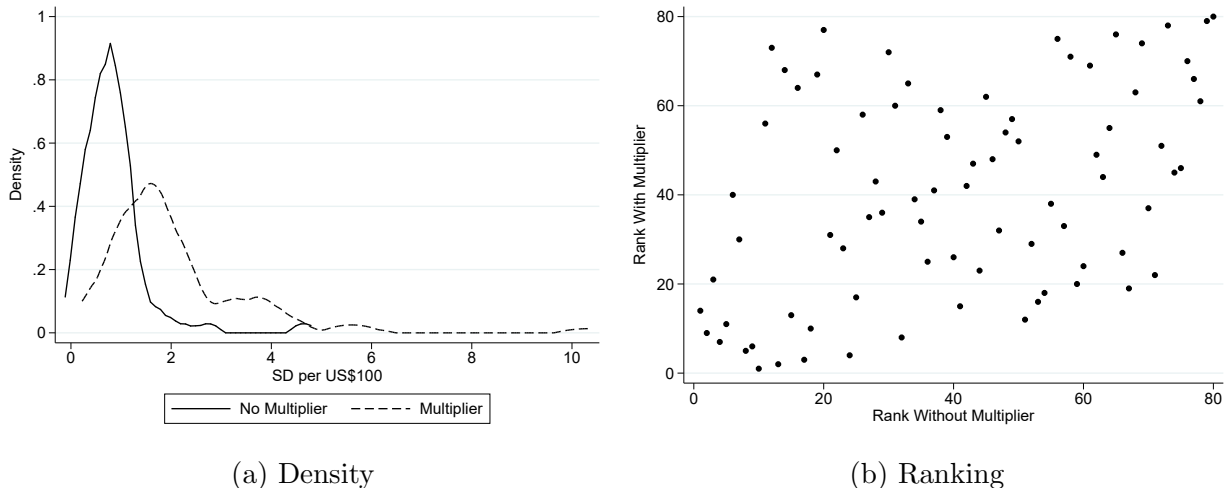 1
.8
.6
.4
.2
0
Density
0 2 4 6 8 10
SD per US$100
No Multiplier Multiplier
(a) Density
80
60
40
20
0
Rank With Multiplier
0 20 40 60 80
Rank Without Multiplier
(b) Ranking